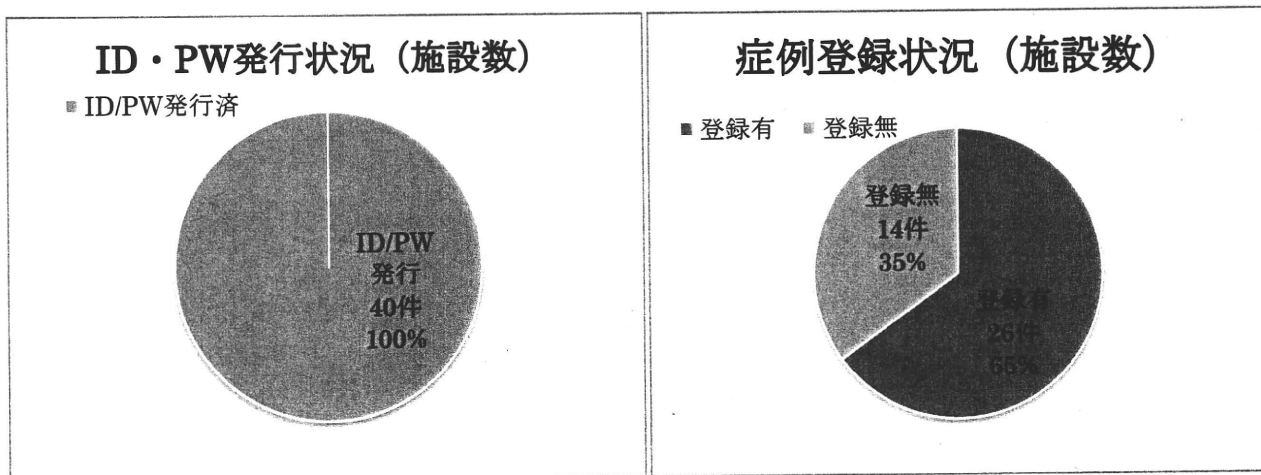 ID・PW発行状況（施設数）
ID/PW発行済
ID/PW
発行
40件
100%
症例登録状況（施設数）
登録有 登録無
登録無
14件
35%
登録有
26件
65%